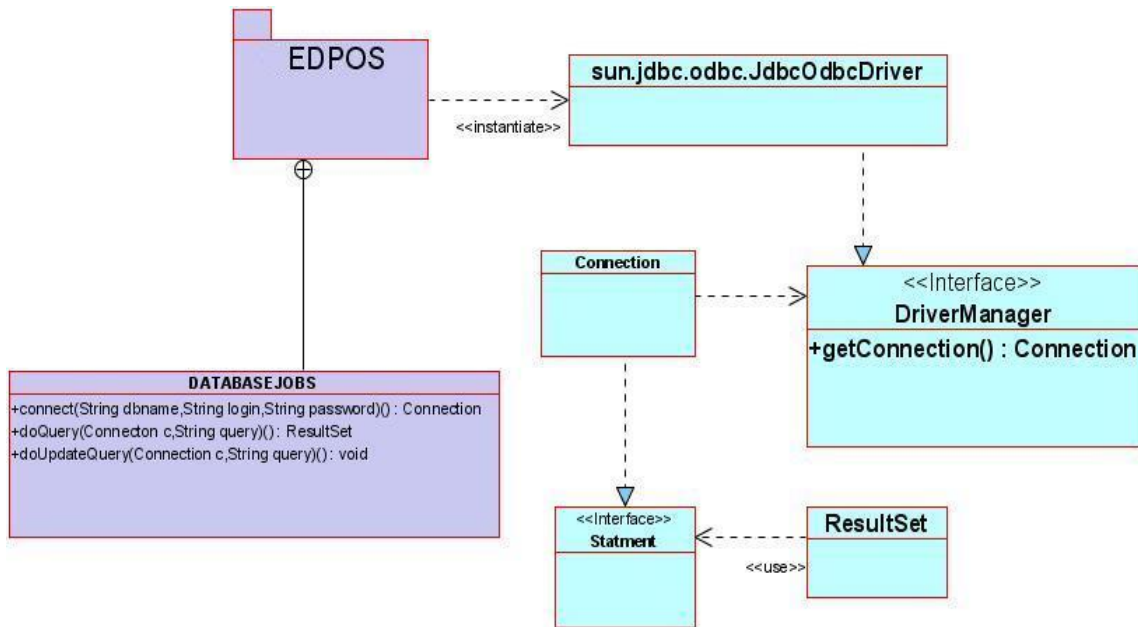 EDPOS
sun.jdbc.odbc.JdbcOdbcDriver
<<instantiate>>
Connection
<<Interface>>
DriverManager
+getConnection() : Connection
DATABASEJOBS
+connect(String dbname,String login,String password)() : Connection
+doQuery(Connecton c,String query)() : ResultSet
+doUpdateQuery(Connection c,String query)() : void
<<Interface>>
Statment
ResultSet
<<use>>